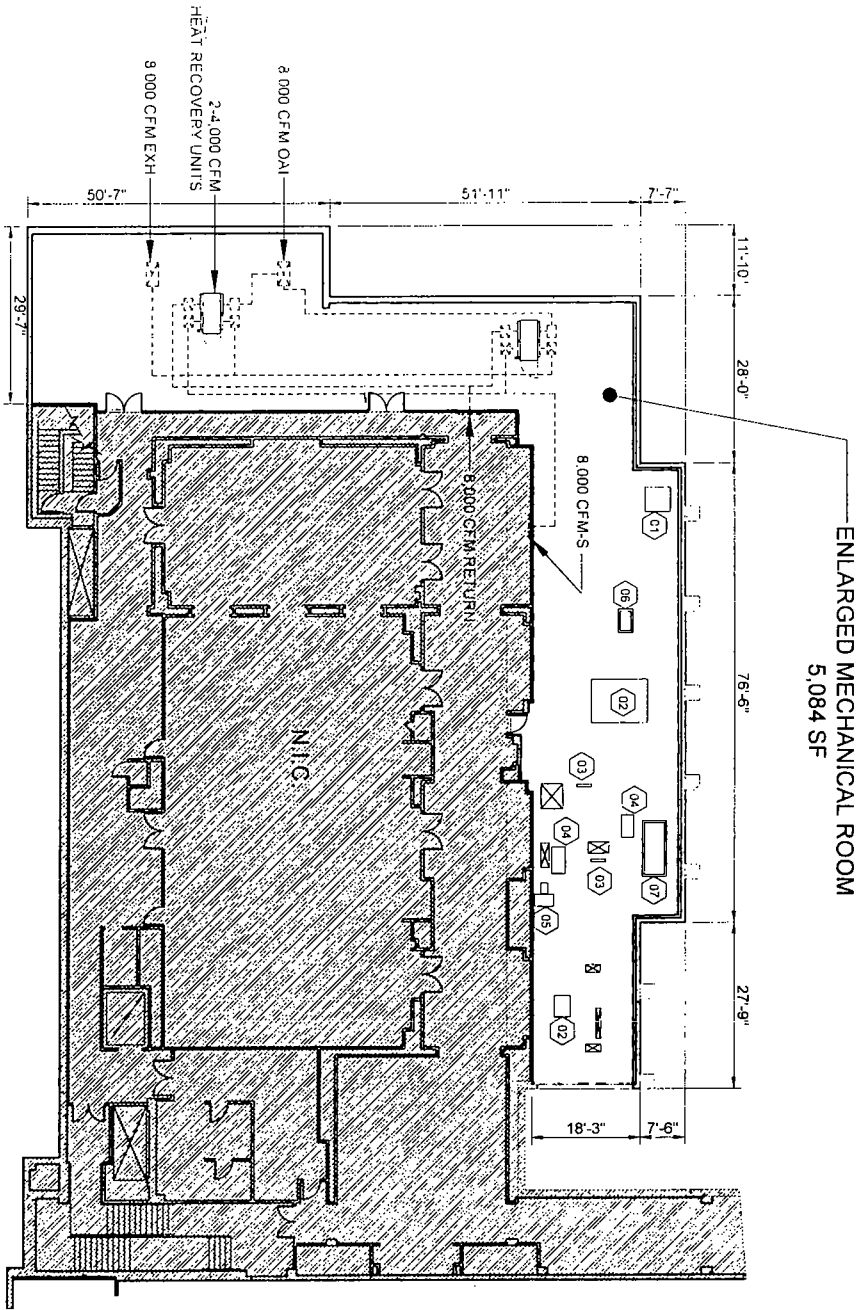 HEAT RECOVERY UNITS
2-4,000 CFM
8 000 CFM EXH
8 000 CFM OAI
50'-7"
51'-11"
7'-7"
11'-10'
28'-0"
76'-6"
27'-9"
29'-7"
ENLARGED MECHANICAL ROOM
5,084 SF
8,000 CFM-S
8 000 CFM RETURN
01
06
02
03
04
04
03
07
05
02
N.I.C.
18'-3"
7'-6"